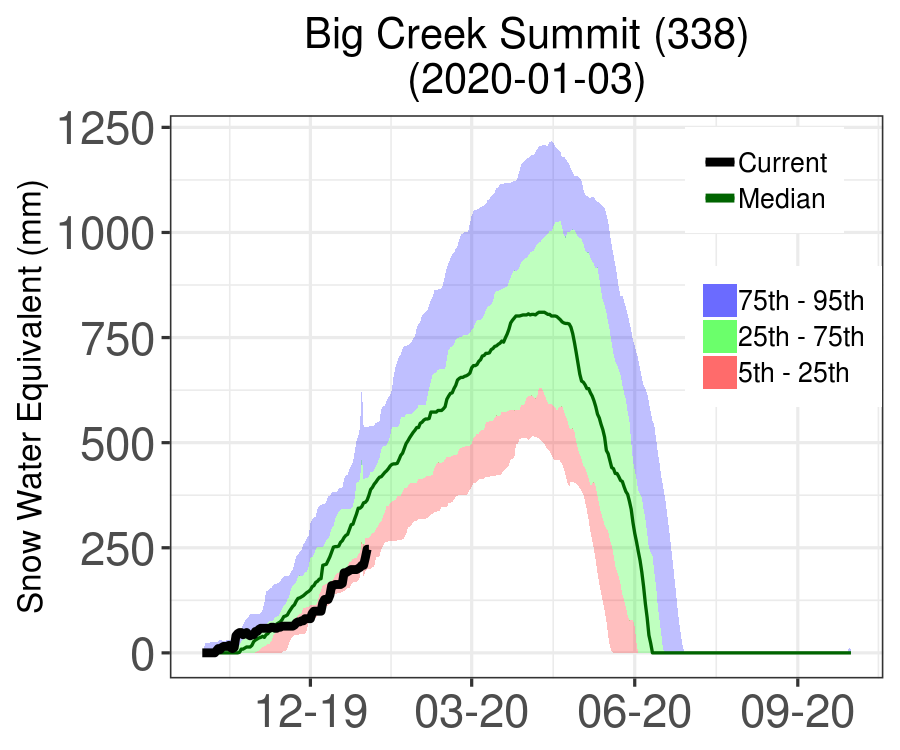 Big Creek Summit (338)
(2020-01-03)
Snow Water Equivalent (mm)
1250
1000
750
500
250
0
12-19
03-20
06-20
09-20
Current
Median
75th - 95th
25th - 75th
5th - 25th